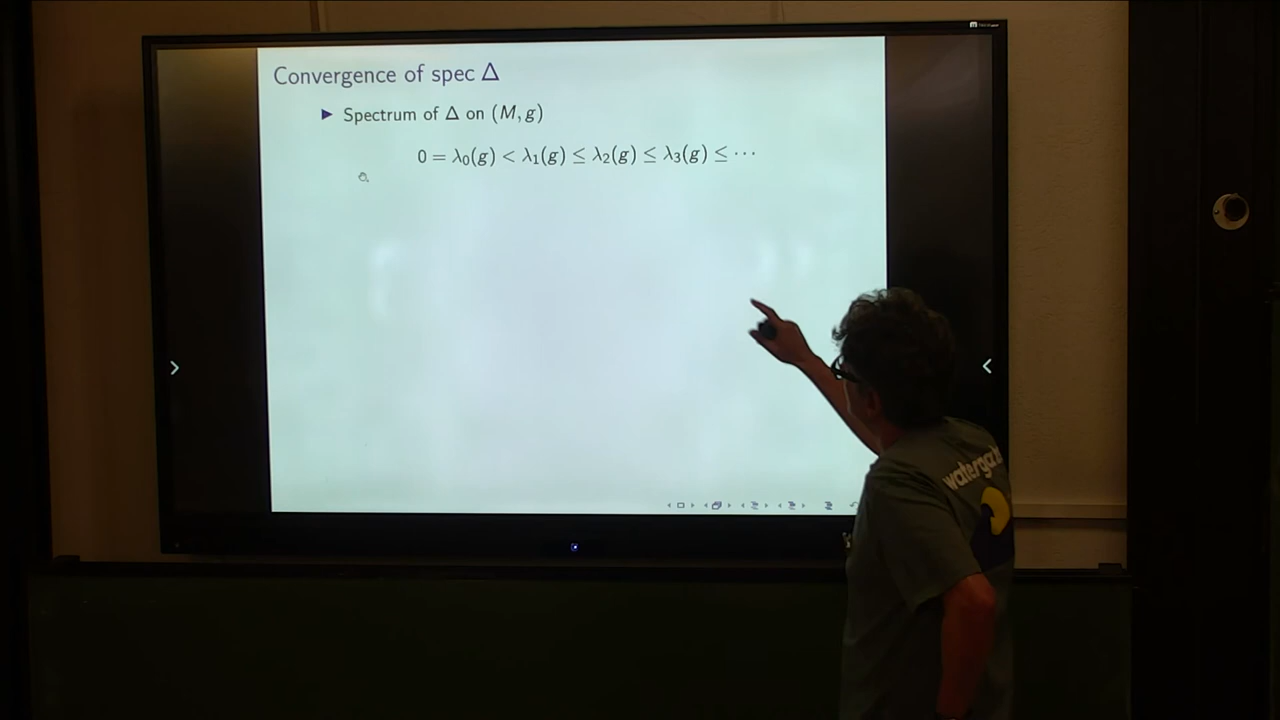 Convergence of spec Δ
▶ Spectrum of Δ on (M, g)
0 = λ₀(g) < λ₁(g) ≤ λ₂(g) ≤ λ₃(g) ≤ ⋯